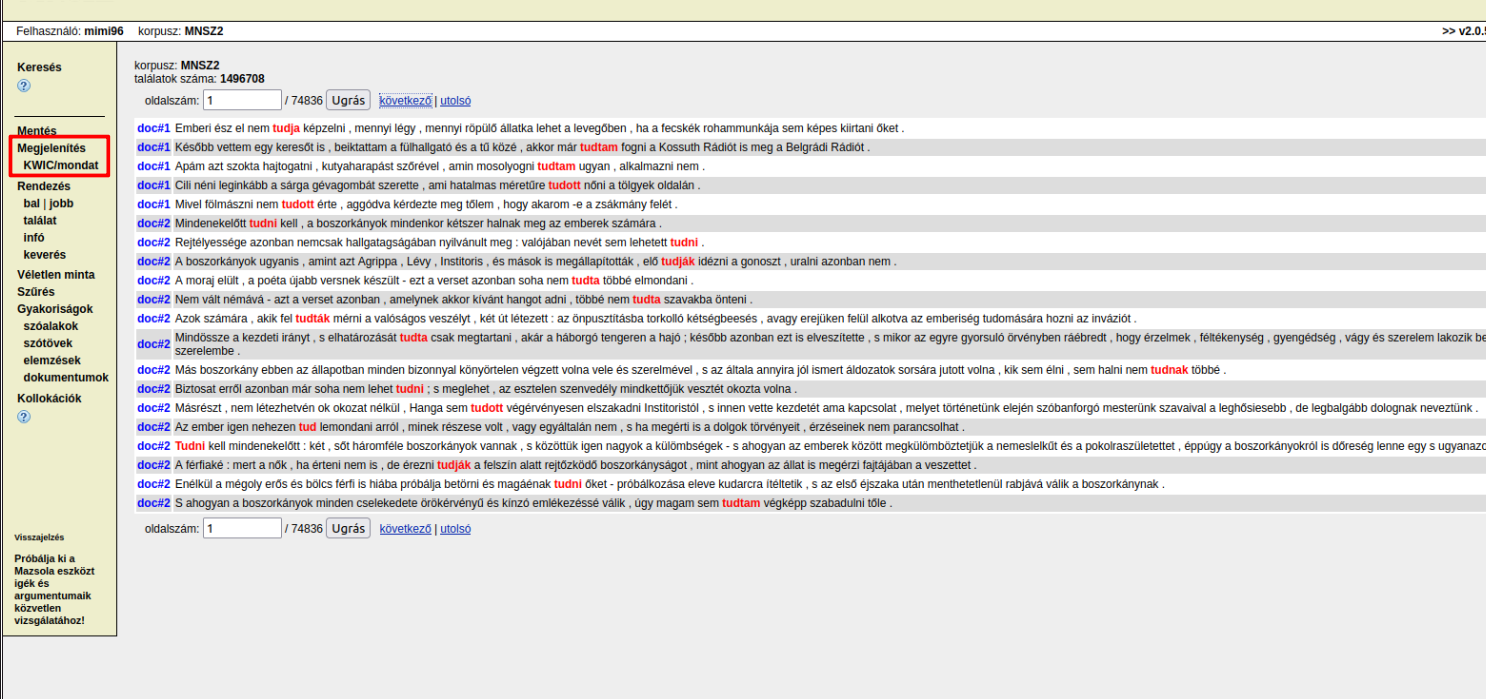 Felhasználó: mimi96 korpusz: MNSZ2 >> v2.0.5
Keresés
Mentés
Megjelenítés
KWIC/mondat
Rendezés
bal | jobb
találat
infó
keverés
Véletlen minta
Szűrés
Gyakoriságok
szóalakok
szótövek
elemzések
dokumentumok
Kollokációk
Visszajelzés
Próbálja ki a
Mazsola eszközt
igék és
argumentumaik
közvetlen
vizsgálatához!
korpusz: MNSZ2
találatok száma: 1496708
oldalszám: 1 / 74836 Ugrás következő | utolsó
doc#1 Emberi ész el nem tudja képzelni , mennyi légy , mennyi röpülő állatka lehet a levegőben , ha a fecskék rohammunkája sem képes kiirtani őket .
doc#1 Később vettem egy keresőt is , beiktattam a fülhallgató és a tű közé , akkor már tudtam fogni a Kossuth Rádiót is meg a Belgrádi Rádiót .
doc#1 Apám azt szokta hajtogatni , kutyaharapást szőrével , amin mosolyogni tudtam ugyan , alkalmazni nem .
doc#1 Cili néni leginkább a sárga gévagombát szerette , ami hatalmas méretűre tudott nőni a tölgyek oldalán .
doc#1 Mivel fölmászni nem tudott érte , aggódva kérdezte meg tőlem , hogy akarom -e a zsákmány felét .
doc#2 Mindenekelőtt tudni kell , a boszorkányok mindenkor kétszer halnak meg az emberek számára .
doc#2 Rejtélyessége azonban nemcsak hallgatagságában nyilvánult meg : valójában nevét sem lehetett tudni .
doc#2 A boszorkányok ugyanis , amint azt Agrippa , Lévy , Institoris , és mások is megállapították , elő tudják idézni a gonoszt , uralni azonban nem .
doc#2 A moraj elült , a poéta újabb versnek készült - ezt a verset azonban soha nem tudta többé elmondani .
doc#2 Nem vált némává - azt a verset azonban , amelynek akkor kívánt hangot adni , többé nem tudta szavakba önteni .
doc#2 Azok számára , akik fel tudták mérni a valóságos veszélyt , két út létezett : az önpusztításba torkolló kétségbeesés , avagy erejüken felül alkotva az emberiség tudomására hozni az inváziót .
doc#2 Mindössze a kezdeti irányt , s elhatározását tudta csak megtartani , akár a háborgó tengeren a hajó ; később azonban ezt is elveszítette , s mikor az egyre gyorsuló örvényben ráébredt , hogy érzelmek , féltékenység , gyengédség , vágy és szerelem lakozik be
szerelembe .
doc#2 Más boszorkány ebben az állapotban minden bizonnyal könyörtelen végzett volna vele és szerelmével , s az általa annyira jól ismert áldozatok sorsára jutott volna , kik sem élni , sem halni nem tudnak többé .
doc#2 Biztosat erről azonban már soha nem lehet tudni ; s meglehet , az esztelen szenvedély mindkettőjük vesztét okozta volna .
doc#2 Másrészt , nem létezhetvén ok okozat nélkül , Hanga sem tudott végérvényesen elszakadni Institoristól , s innen vette kezdetét ama kapcsolat , melyet történetünk elején szóbanforgó mesterünk szavaival a leghősiesebb , de legbalgább dolognak neveztünk .
doc#2 Az ember igen nehezen tud lemondani arról , minek részese volt , vagy egyáltalán nem , s ha megérti is a dolgok törvényeit , érzéseinek nem parancsolhat .
doc#2 Tudni kell mindenekelőtt : két , sőt háromféle boszorkányok vannak , s közöttük igen nagyok a külömbségek - s ahogyan az emberek között megkülömböztetjük a nemeslelkűt és a pokolraszületettet , éppúgy a boszorkányokról is dőreség lenne egy s ugyanazo
doc#2 A férfiaké : mert a nők , ha érteni nem is , de érezni tudják a felszín alatt rejtőzködő boszorkányságot , mint ahogyan az állat is megérzi fajtájában a veszettet .
doc#2 Enélkül a mégoly erős és bölcs férfi is hiába próbálja betörni és magáénak tudni őket - próbálkozása eleve kudarcra ítéltetik , s az első éjszaka után menthetetlenül rabjává válik a boszorkánynak .
doc#2 S ahogyan a boszorkányok minden cselekedete örökérvényű és kínzó emlékezéssé válik , úgy magam sem tudtam végképp szabadulni tőle .
oldalszám: 1 / 74836 Ugrás következő | utolsó